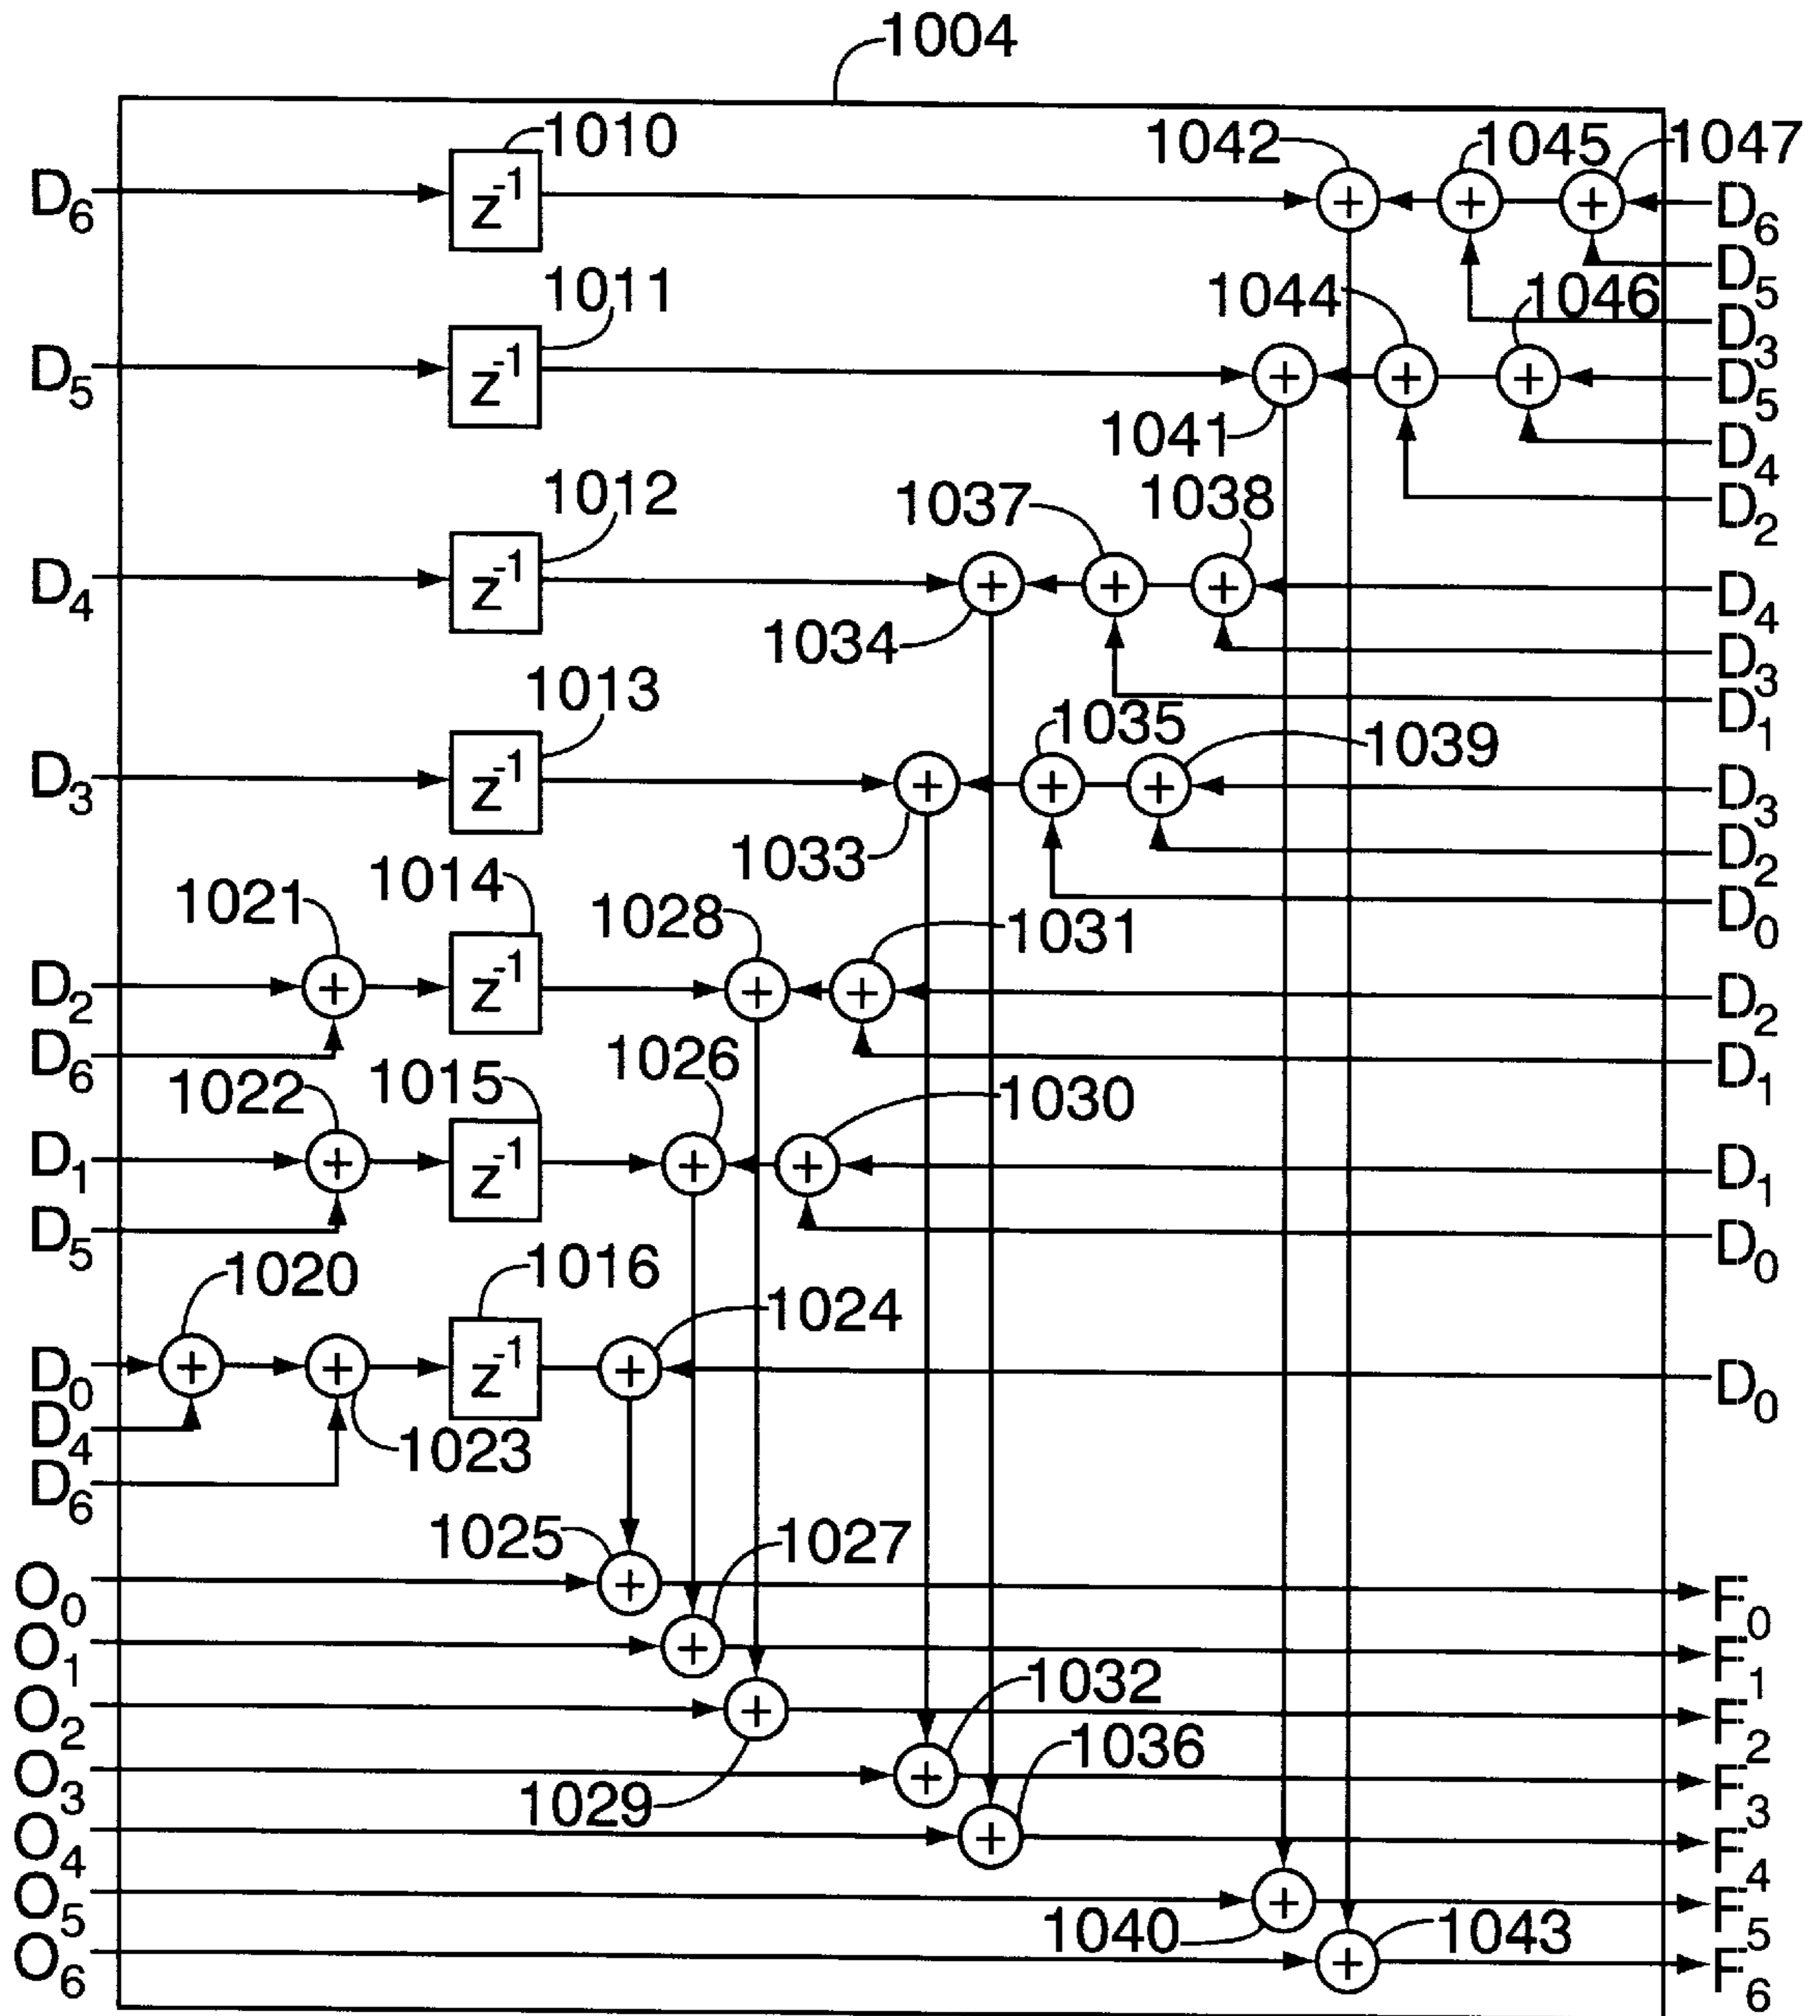 1004
1010
1042
1045
1047
D6
z-1
+
+
+
D6
D5
1011
1044
1046
D3
D5
z-1
+
+
+
D5
1041
D4
1012
1037
1038
D2
D4
z-1
+
+
+
D4
1034
D3
1013
D1
1035
1039
D3
z-1
+
+
+
D3
1033
D2
1014
1021
1028
1031
D0
D2
+
z-1
+
+
D2
D6
1026
D1
1022
1015
1030
D1
+
z-1
+
+
D1
D5
D0
1020
1016
1024
D0
+
+
z-1
+
D0
D4
1023
D6
1025
1027
O0
+
F0
O1
+
F1
1032
O2
+
F2
1036
O3
+
F3
1029
O4
+
F4
O5
+
F5
1040
1043
O6
+
F6